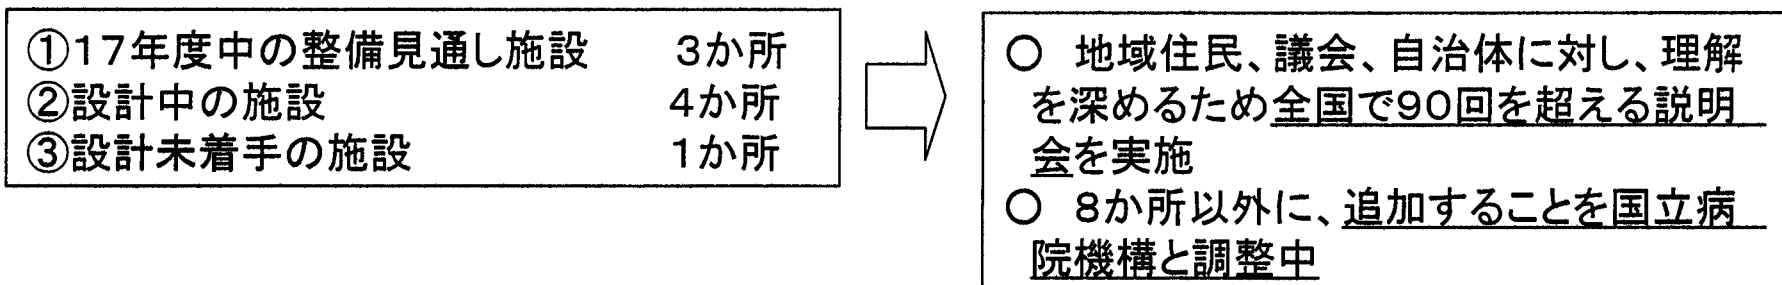 ①17年度中の整備見通し施設　　3か所
②設計中の施設　　　　　　　　4か所
③設計未着手の施設　　　　　　1か所
○　地域住民、議会、自治体に対し、理解
を深めるため全国で90回を超える説明
会を実施
○　8か所以外に、追加することを国立病
院機構と調整中